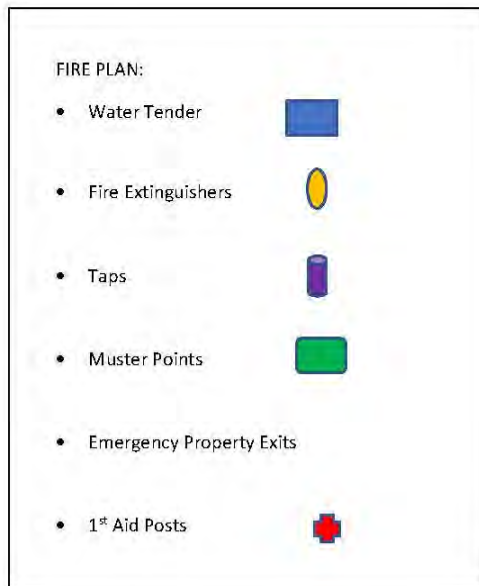 FIRE PLAN:
• Water Tender
• Fire Extinguishers
• Taps
• Muster Points
• Emergency Property Exits
• 1st Aid Posts